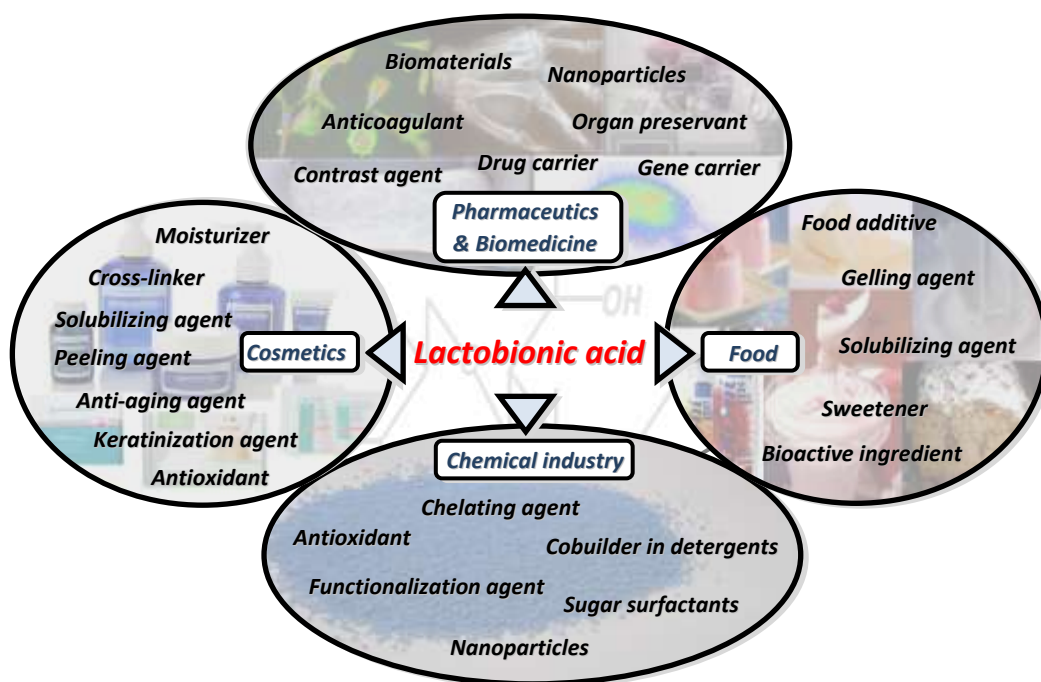 Biomaterials
Nanoparticles
Anticoagulant
Organ preservant
Drug carrier
Gene carrier
Contrast agent
Pharmaceutics
& Biomedicine
Moisturizer
Cross-linker
Solubilizing agent
Peeling agent
Cosmetics
Anti-aging agent
Keratinization agent
Antioxidant
OH
Lactobionic acid
Food additive
Gelling agent
Food
Solubilizing agent
Sweetener
Bioactive ingredient
Chemical industry
Chelating agent
Antioxidant
Cobuilder in detergents
Functionalization agent
Sugar surfactants
Nanoparticles